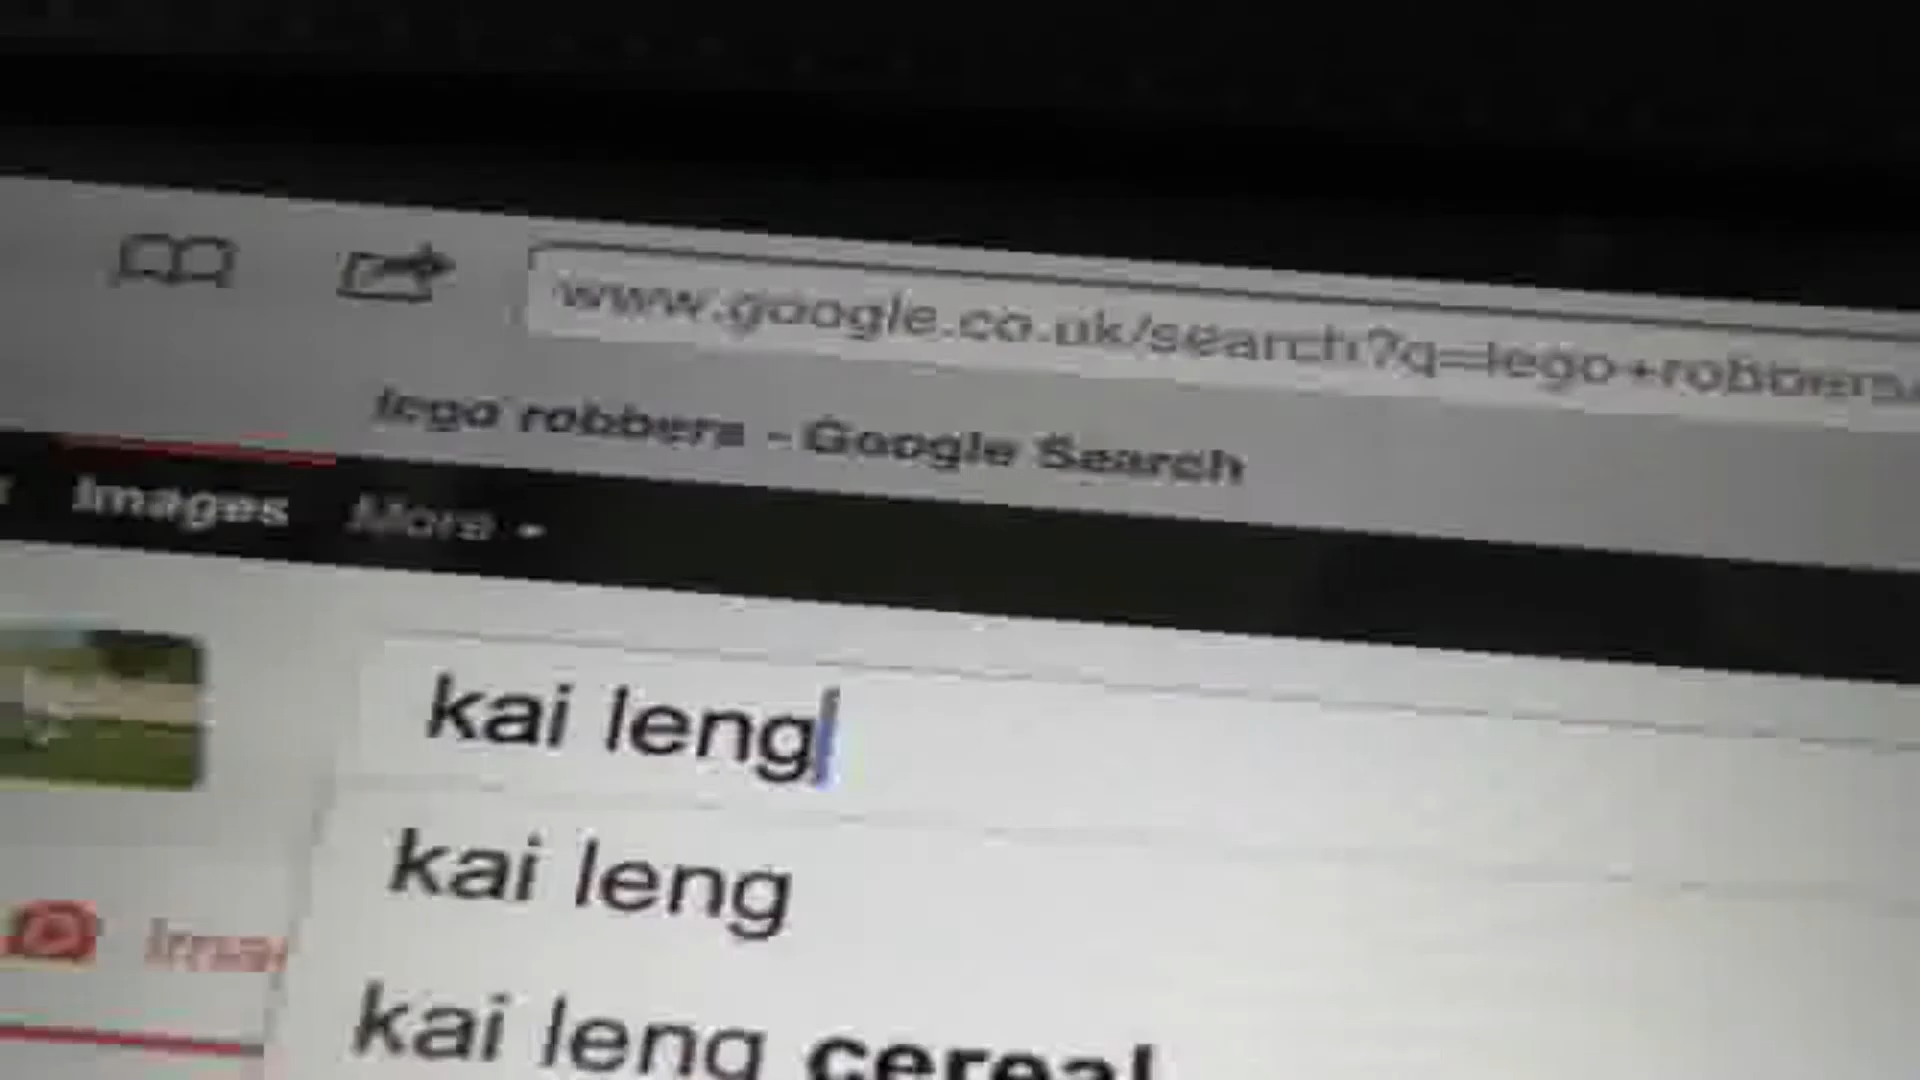 www.google.co.uk/search?q=lego+robbers
lego robbers - Google Search
Images More
kai leng
kai leng
kai leng cereal